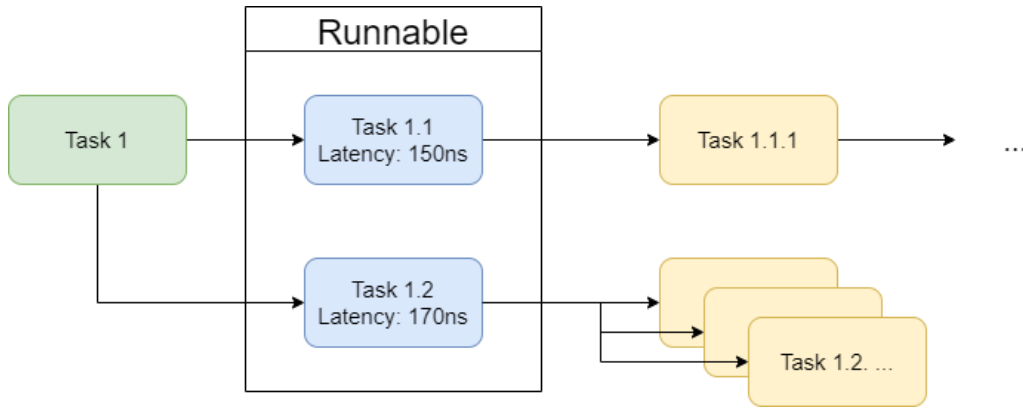 Runnable
Task 1
Task 1.1
Latency: 150ns
Task 1.1.1
...
Task 1.2
Latency: 170ns
Task 1.2. ...